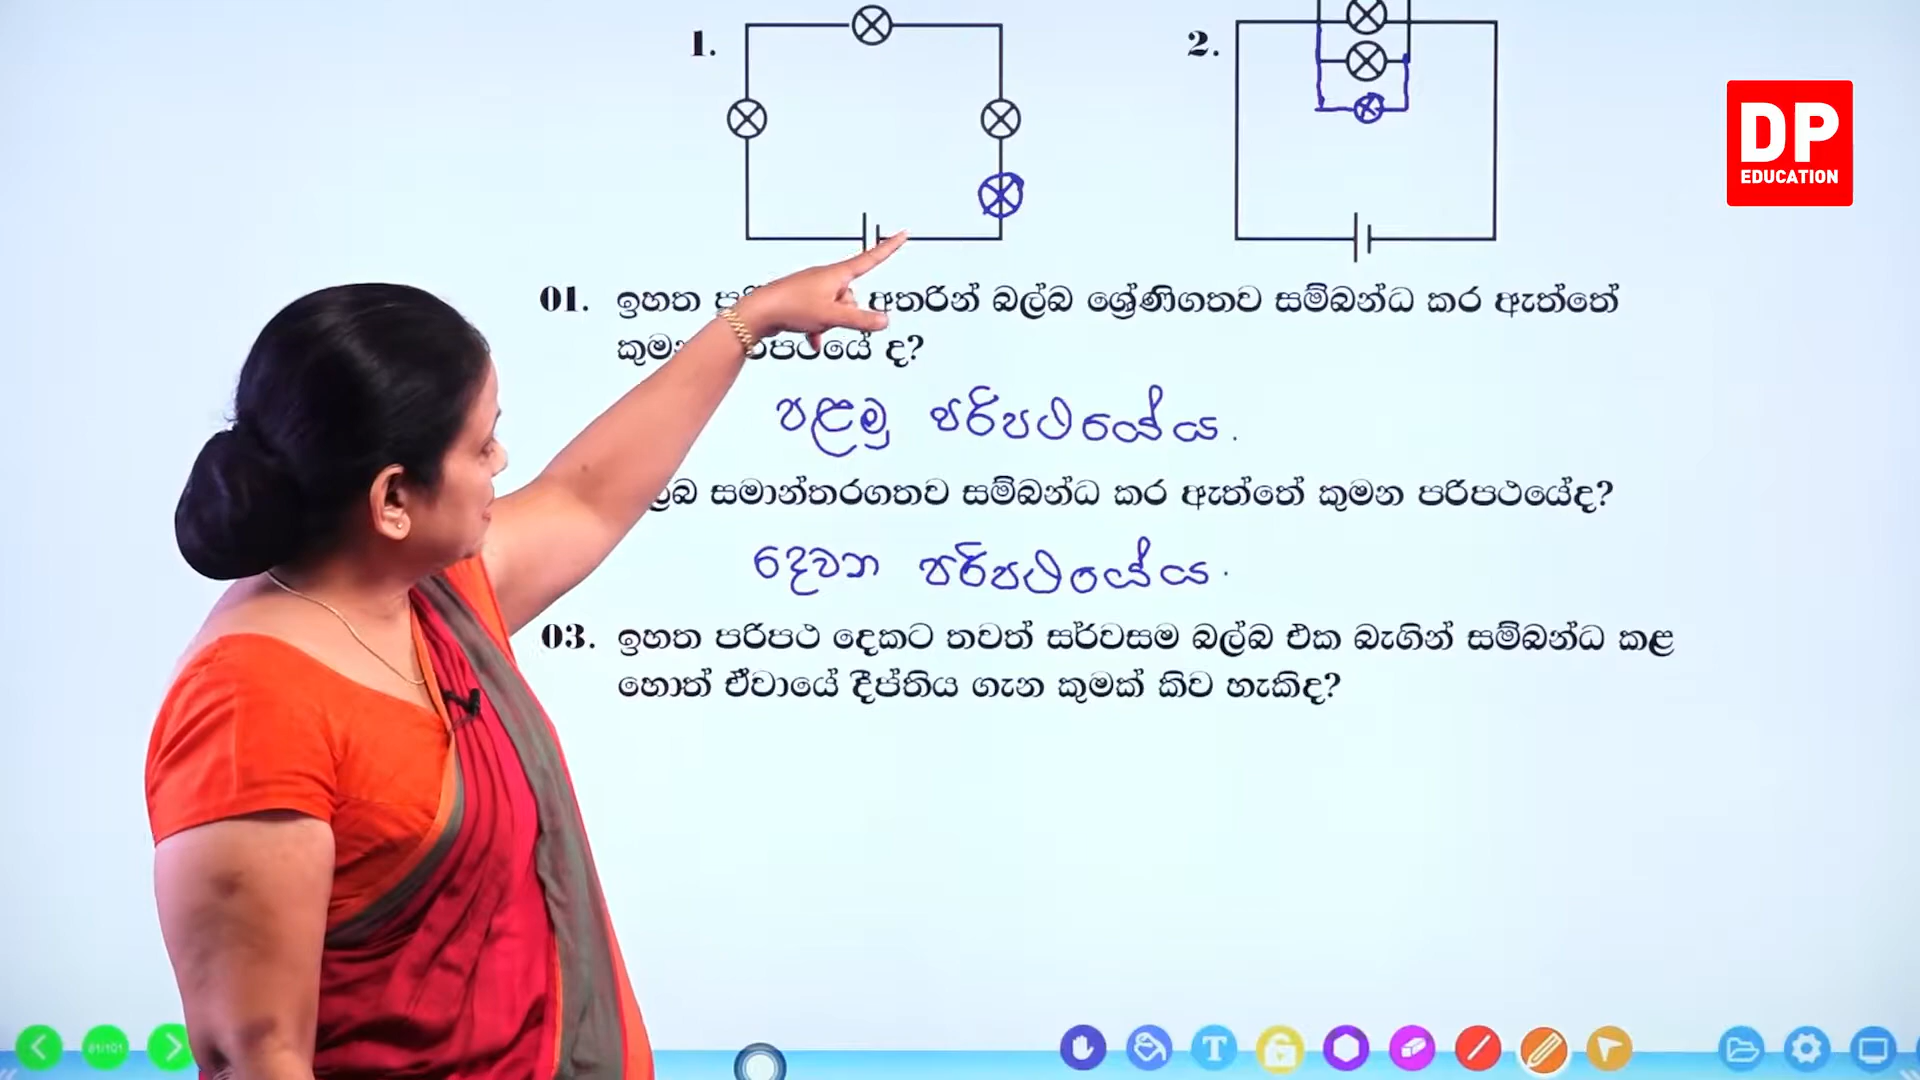 1.
2.
DP
EDUCATION
01. ඉහත අතරින් බල්බ ශ්‍රේණිගතව සම්බන්ධ කර ඇත්තේ
ද?
පළමු පරිපථයේය.
සමාන්තරගතව සම්බන්ධ කර ඇත්තේ කුමන පරිපථයේද?
දෙවන පරිපථයේය.
03. ඉහත පරිපථ දෙකට තවත් සර්වසම බල්බ එක බැගින් සම්බන්ධ කළ
හොත් ඒවායේ දීප්තිය ගැන කුමක් කිව හැකිද?
61/101
T